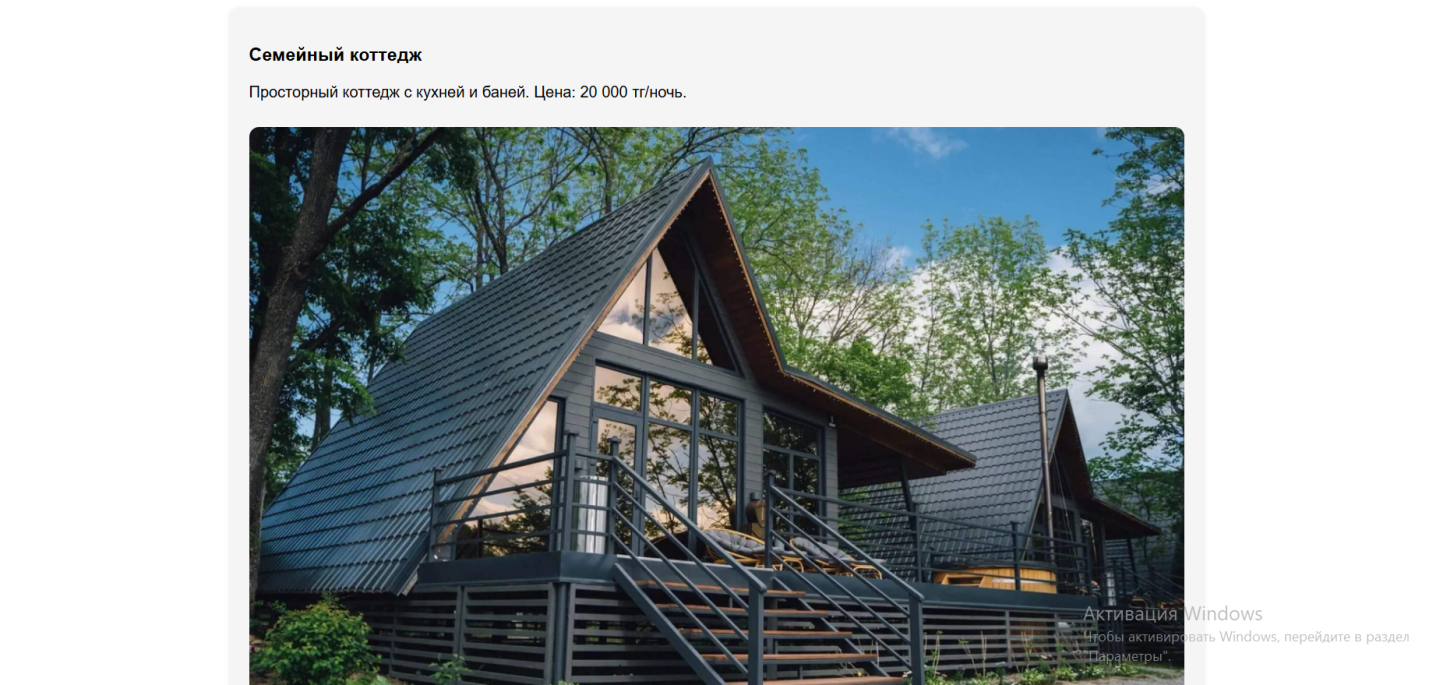 Семейный коттедж
Просторный коттедж с кухней и баней. Цена: 20 000 тг/ночь.
Активация Windows
Чтобы активировать Windows, перейдите в раздел
"Параметры".